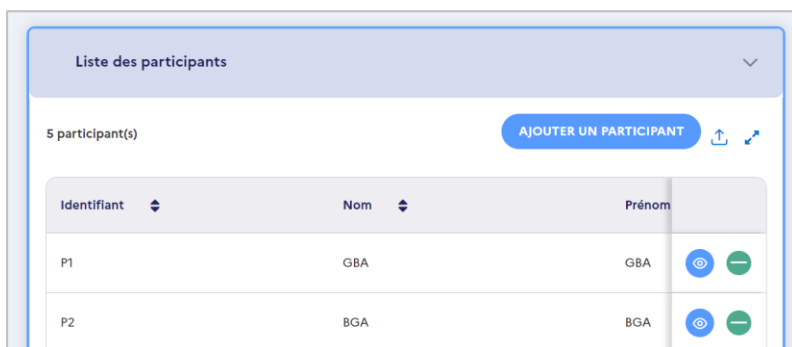 Liste des participants
5 participant(s)
AJOUTER UN PARTICIPANT
Identifiant Nom Prénom
P1 GBA GBA
P2 BGA BGA